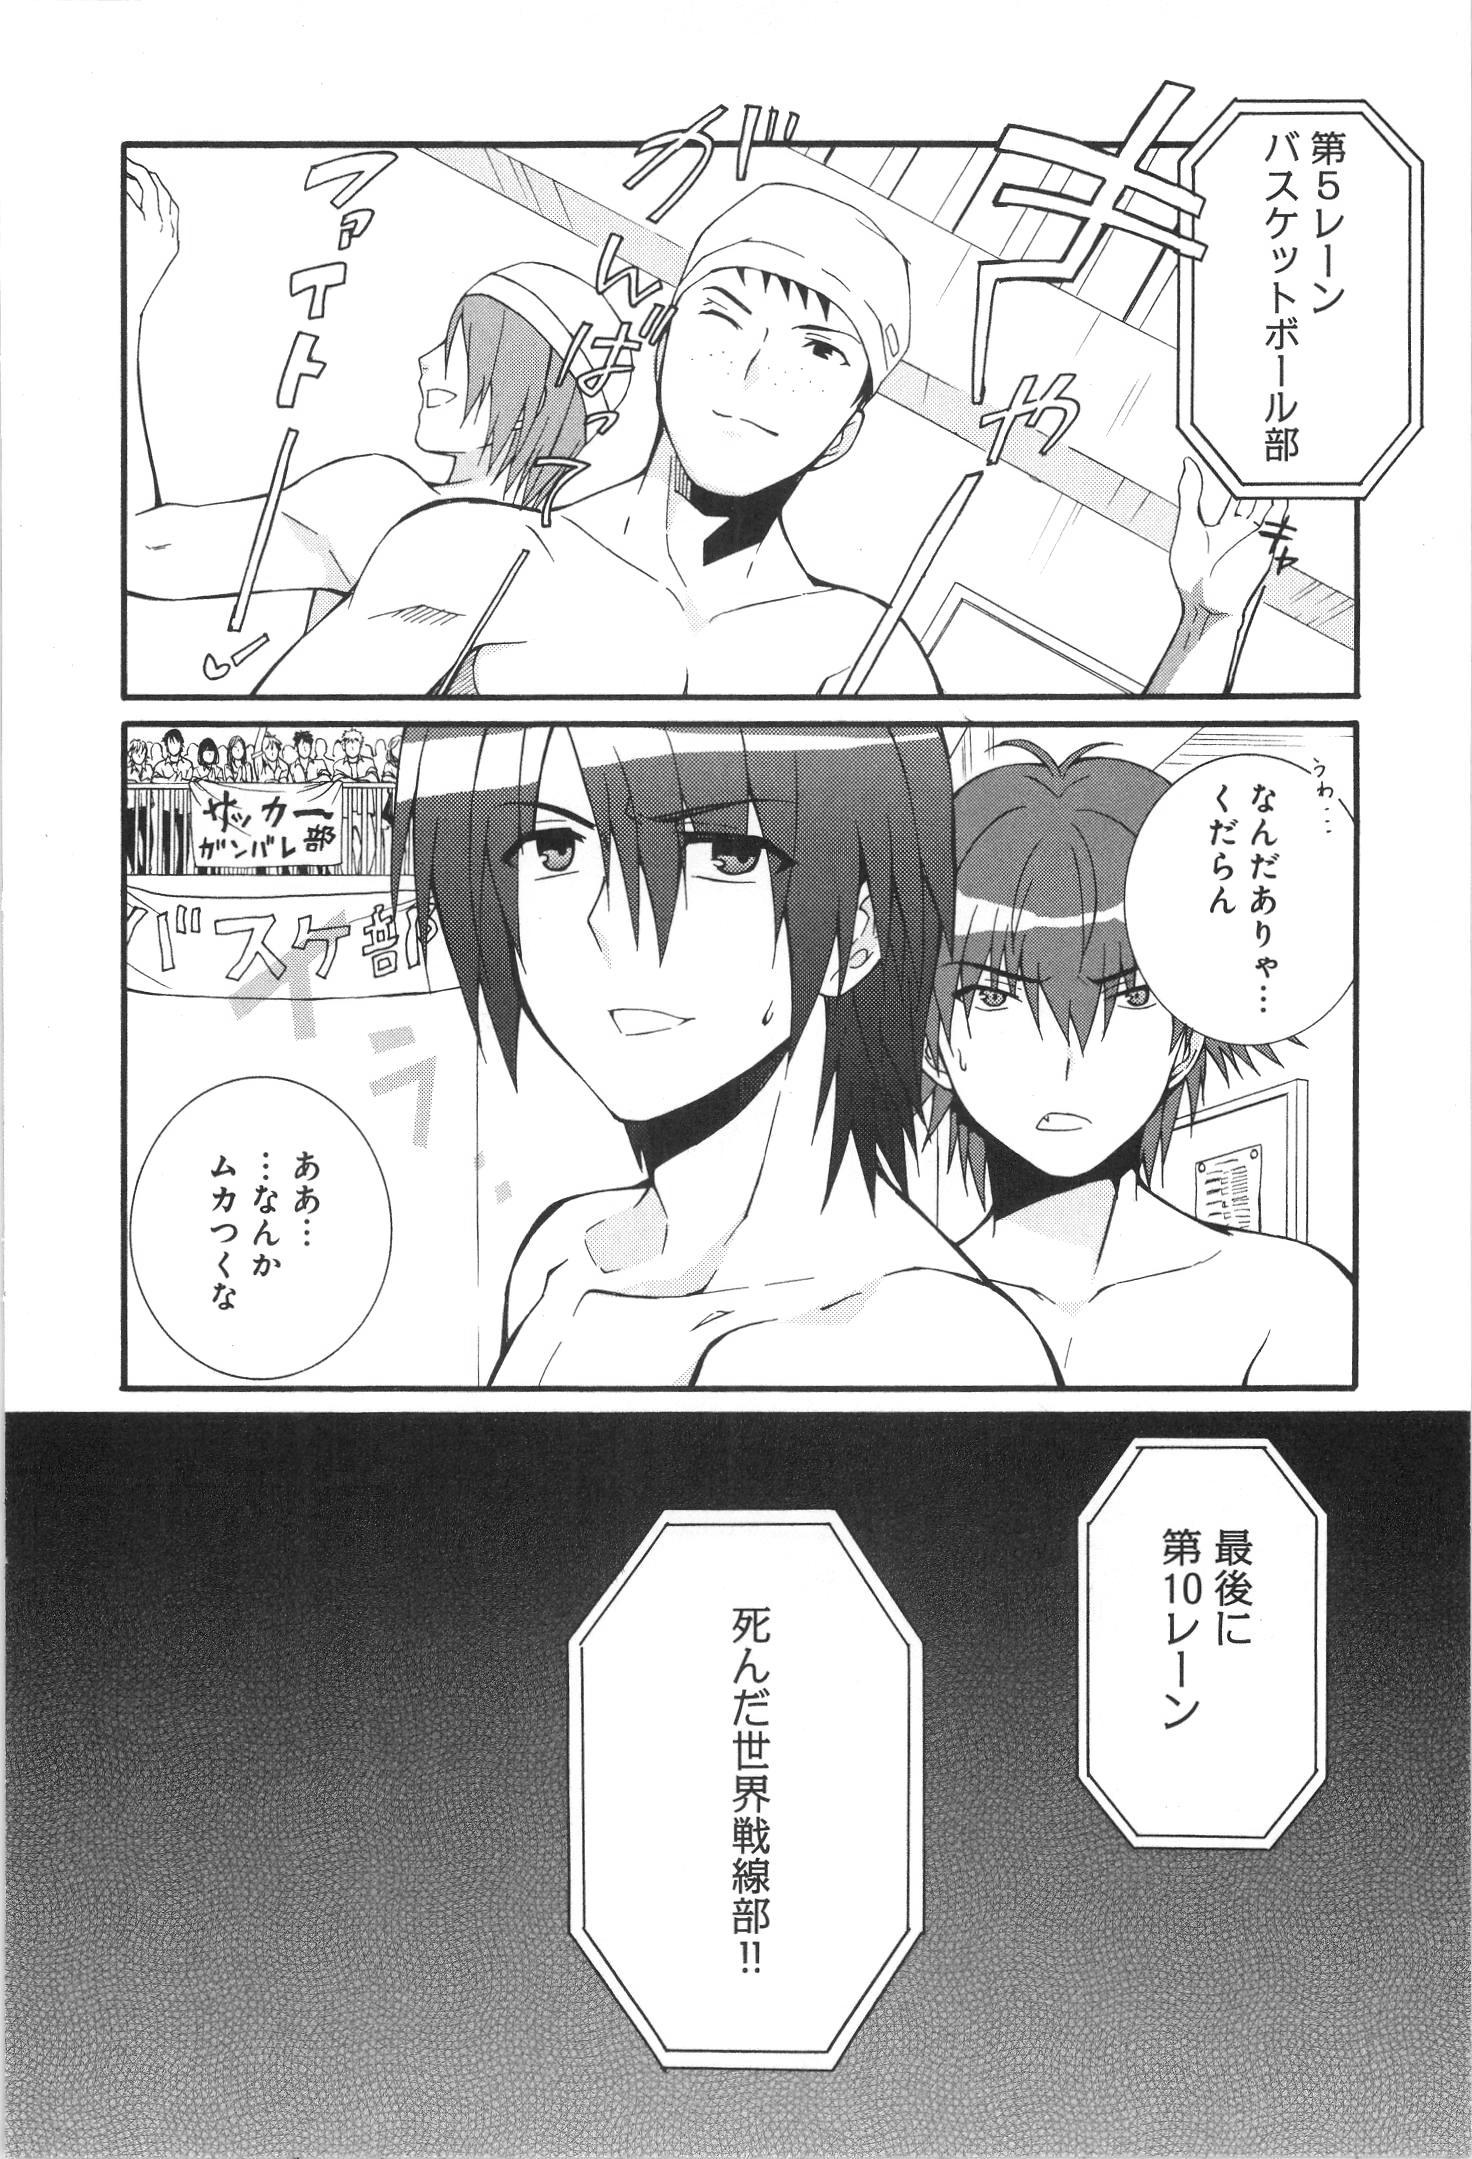 第5レーン
バスケットボール部
きゃー
キャー
がんばってー
ファイトー♡
うわ…
なんだありゃ…
くだらん
サッカー部
ガンバレ
バスケ部
イラ
ああ…
…なんか
ムカつくな
最後に
第10レーン
死んだ世界戦線部!!